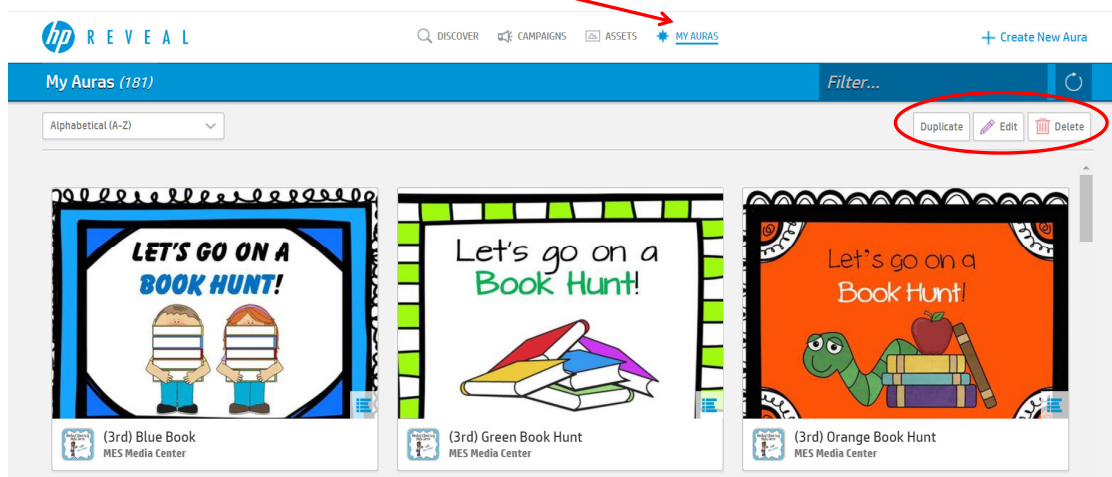 hp REVEAL
DISCOVER CAMPAIGNS ASSETS MY AURAS
+ Create New Aura
My Auras (181)
Filter...
Alphabetical (A-Z)
Duplicate Edit Delete
LET'S GO ON A
BOOK HUNT!
Let's go on a
Book Hunt!
Let's go on a
Book Hunt!
(3rd) Blue Book
MES Media Center
(3rd) Green Book Hunt
MES Media Center
(3rd) Orange Book Hunt
MES Media Center